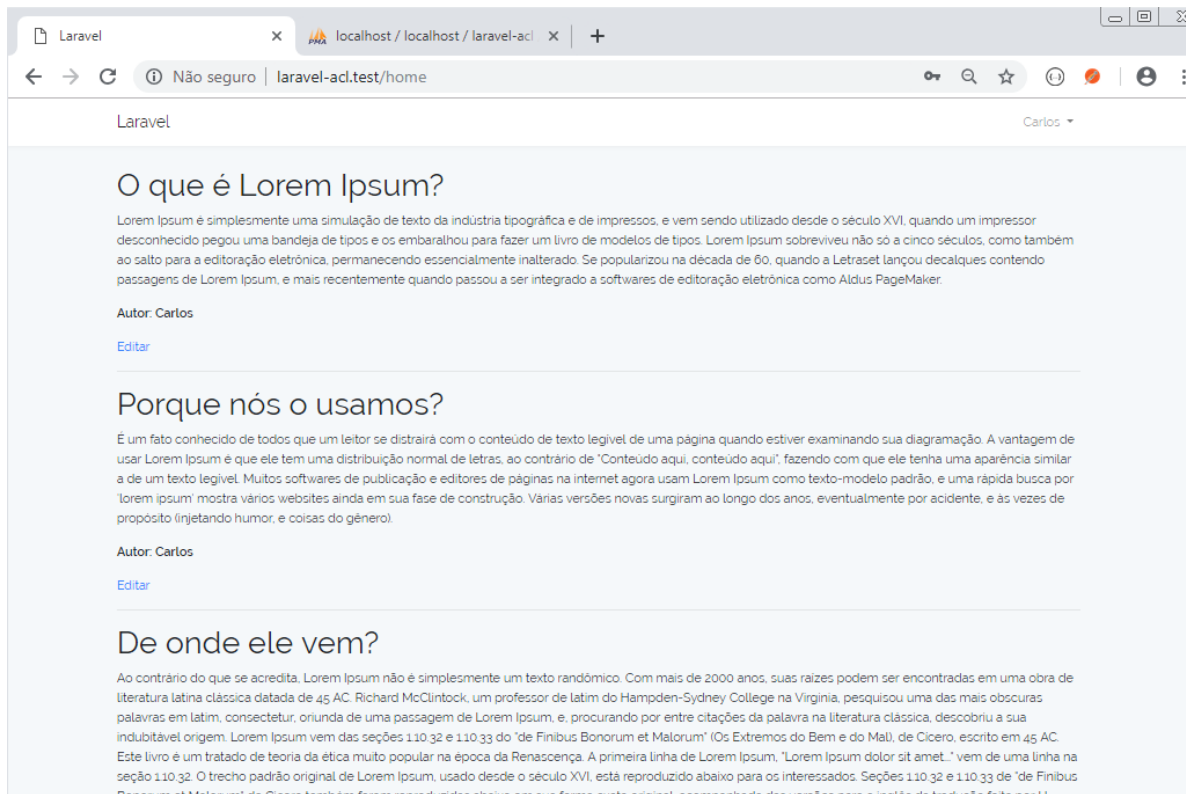 Laravel
localhost / localhost / laravel-acl
Não seguro | laravel-acl.test/home
Laravel
Carlos
O que é Lorem Ipsum?
Lorem Ipsum é simplesmente uma simulação de texto da indústria tipográfica e de impressos, e vem sendo utilizado desde o século XVI, quando um impressor
desconhecido pegou uma bandeja de tipos e os embaralhou para fazer um livro de modelos de tipos. Lorem Ipsum sobreviveu não só a cinco séculos, como também
ao salto para a editoração eletrônica, permanecendo essencialmente inalterado. Se popularizou na década de 60, quando a Letraset lançou decalques contendo
passagens de Lorem Ipsum, e mais recentemente quando passou a ser integrado a softwares de editoração eletrônica como Aldus PageMaker.
Autor: Carlos
Editar
Porque nós o usamos?
É um fato conhecido de todos que um leitor se distrairá com o conteúdo de texto legível de uma página quando estiver examinando sua diagramação. A vantagem de
usar Lorem Ipsum é que ele tem uma distribuição normal de letras, ao contrário de "Conteúdo aqui, conteúdo aqui", fazendo com que ele tenha uma aparência similar
a de um texto legível. Muitos softwares de publicação e editores de páginas na internet agora usam Lorem Ipsum como texto-modelo padrão, e uma rápida busca por
'lorem ipsum' mostra vários websites ainda em sua fase de construção. Várias versões novas surgiram ao longo dos anos, eventualmente por acidente, e às vezes de
propósito (injetando humor, e coisas do gênero).
Autor: Carlos
Editar
De onde ele vem?
Ao contrário do que se acredita, Lorem Ipsum não é simplesmente um texto randômico. Com mais de 2000 anos, suas raízes podem ser encontradas em uma obra de
literatura latina clássica datada de 45 AC. Richard McClintock, um professor de latim do Hampden-Sydney College na Virginia, pesquisou uma das mais obscuras
palavras em latim, consectetur, oriunda de uma passagem de Lorem Ipsum, e, procurando por entre citações da palavra na literatura clássica, descobriu a sua
indubitável origem. Lorem Ipsum vem das seções 1.10.32 e 1.10.33 do "de Finibus Bonorum et Malorum" (Os Extremos do Bem e do Mal), de Cícero, escrito em 45 AC.
Este livro é um tratado de teoria da ética muito popular na época da Renascença. A primeira linha de Lorem Ipsum, "Lorem Ipsum dolor sit amet..." vem de uma linha na
seção 1.10.32. O trecho padrão original de Lorem Ipsum, usado desde o século XVI, está reproduzido abaixo para os interessados. Seções 1.10.32 e 1.10.33 de "de Finibus